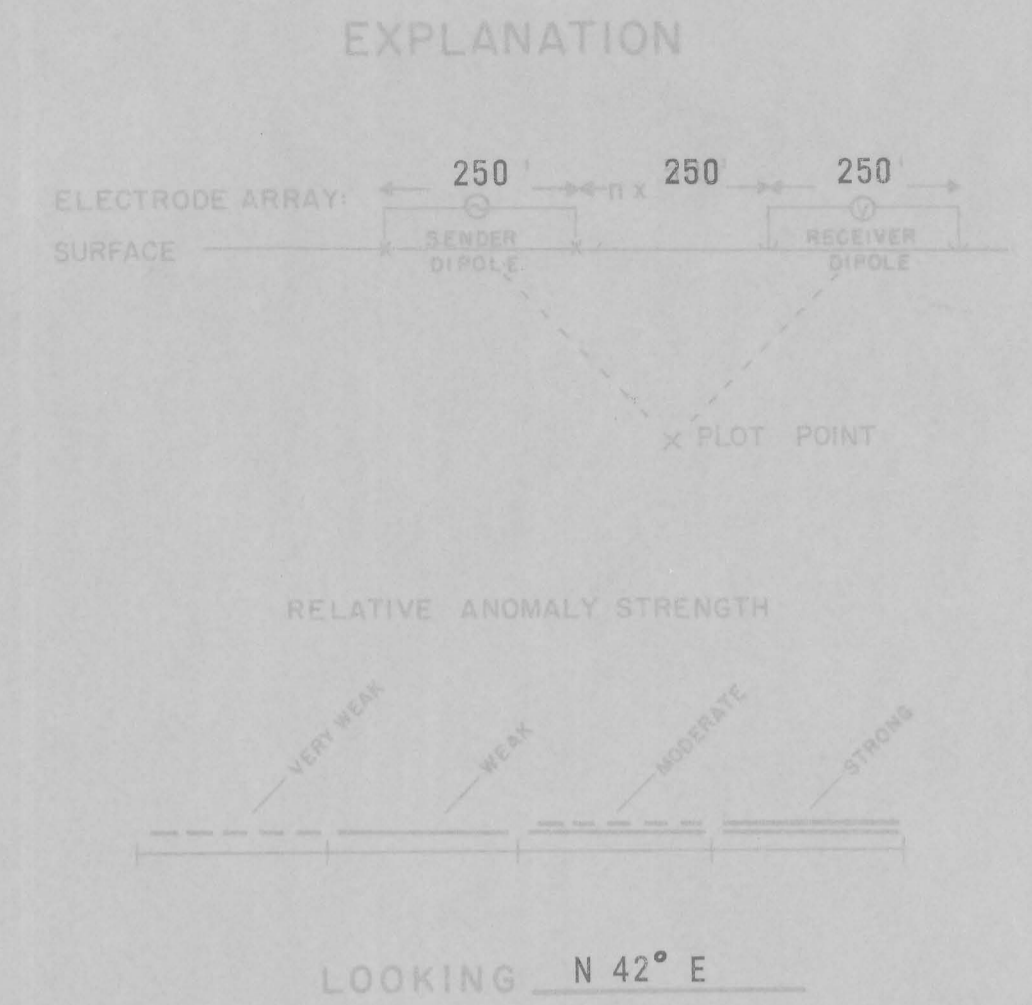 EXPLANATION
250' n x 250' 250'
ELECTRODE ARRAY:
V
SURFACE SENDER DIPOLE RECEIVER DIPOLE
X PLOT POINT
RELATIVE ANOMALY STRENGTH
VERY WEAK WEAK MODERATE STRONG
LOOKING N 42° E